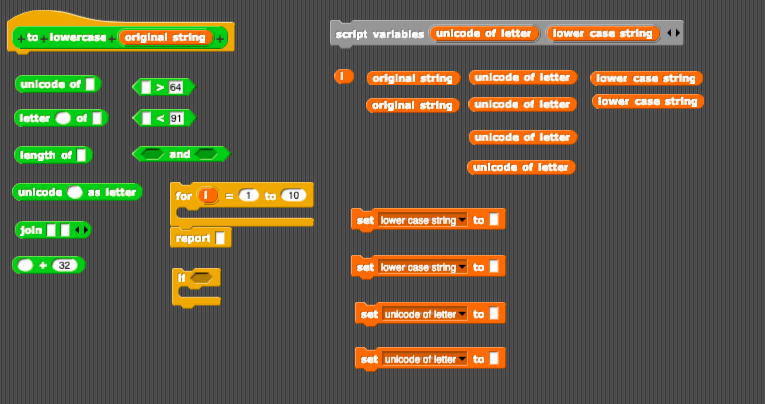 + to + lowercase + original string +
script variables unicode of letter lower case string
unicode of
> 64
I original string unicode of letter lower case string
letter of
< 91
original string unicode of letter lower case string
length of
and
unicode of letter
unicode of letter
unicode as letter
for I = 1 to 10
join
report
set lower case string to
+ 32
if
set lower case string to
set unicode of letter to
set unicode of letter to